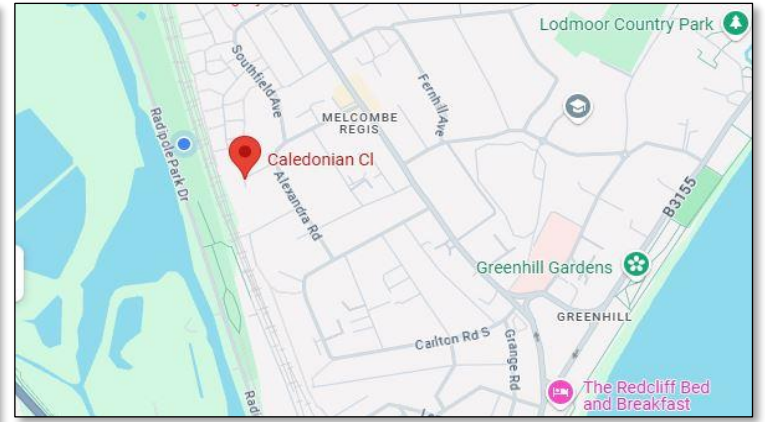 Lodmoor Country Park
Southfield Ave
Fernhill Ave
MELCOMBE
REGIS
Radipole Park Dr
Caledonian Cl
Alexandra Rd
B3155
Greenhill Gardens
GREENHILL
Carlton Rd S
Grange Rd
The Redcliff Bed
and Breakfast